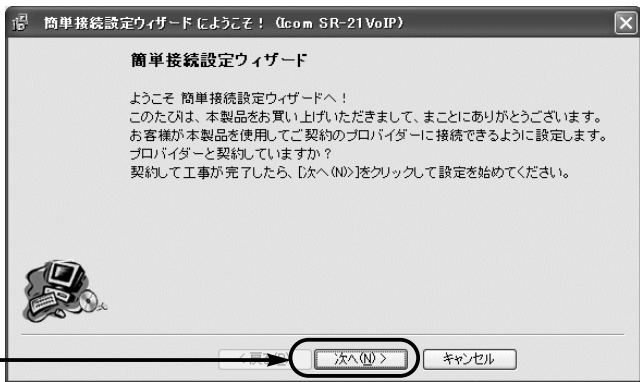 簡単接続設定ウィザード にようこそ！ (Icom SR-21VoIP)
簡単接続設定ウィザード
ようこそ 簡単接続設定ウィザードへ！
このたびは、本製品をお買い上げいただきまして、まことにありがとうございます。
お客様が本製品を使用してご契約のプロバイダーに接続できるように設定します。
プロバイダーと契約していますか？
契約して工事が完了したら、[次へ(N)>]をクリックして設定を始めてください。
次へ(N) >
キャンセル